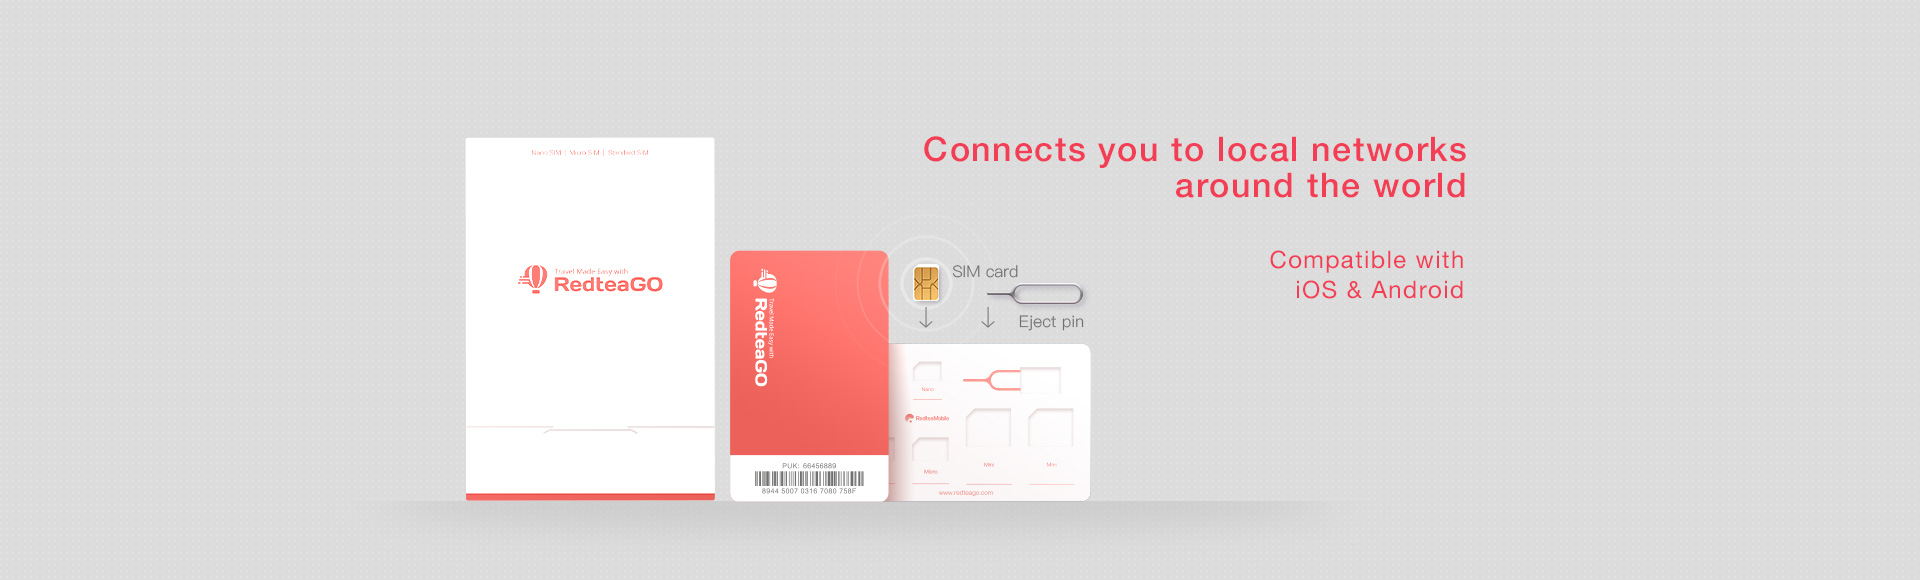 Nano SIM | Micro SIM | Standard SIM
Travel Made Easy with
RedteaGO
Travel Made Easy with
RedteaGO
PUK: 66456889
8944 5007 0316 7080 758F
Connects you to local networks
around the world
Compatible with
iOS & Android
SIM card
Eject pin
Nano
RedteaMobile
Micro
Mini
Mini
www.redteago.com